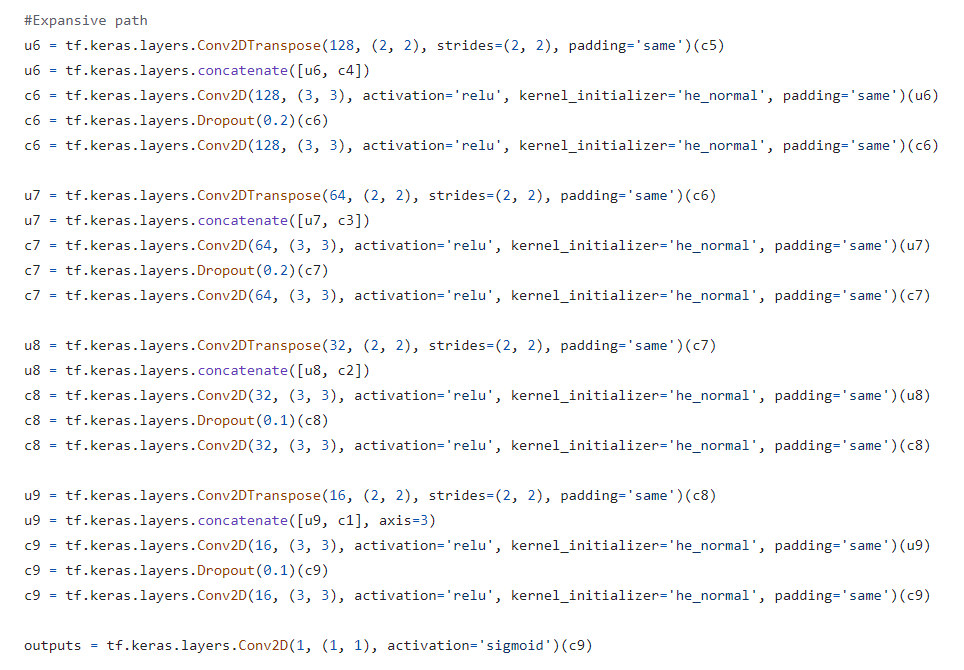 #Expansive path
u6 = tf.keras.layers.Conv2DTranspose(128, (2, 2), strides=(2, 2), padding='same')(c5)
u6 = tf.keras.layers.concatenate([u6, c4])
c6 = tf.keras.layers.Conv2D(128, (3, 3), activation='relu', kernel_initializer='he_normal', padding='same')(u6)
c6 = tf.keras.layers.Dropout(0.2)(c6)
c6 = tf.keras.layers.Conv2D(128, (3, 3), activation='relu', kernel_initializer='he_normal', padding='same')(c6)
u7 = tf.keras.layers.Conv2DTranspose(64, (2, 2), strides=(2, 2), padding='same')(c6)
u7 = tf.keras.layers.concatenate([u7, c3])
c7 = tf.keras.layers.Conv2D(64, (3, 3), activation='relu', kernel_initializer='he_normal', padding='same')(u7)
c7 = tf.keras.layers.Dropout(0.2)(c7)
c7 = tf.keras.layers.Conv2D(64, (3, 3), activation='relu', kernel_initializer='he_normal', padding='same')(c7)
u8 = tf.keras.layers.Conv2DTranspose(32, (2, 2), strides=(2, 2), padding='same')(c7)
u8 = tf.keras.layers.concatenate([u8, c2])
c8 = tf.keras.layers.Conv2D(32, (3, 3), activation='relu', kernel_initializer='he_normal', padding='same')(u8)
c8 = tf.keras.layers.Dropout(0.1)(c8)
c8 = tf.keras.layers.Conv2D(32, (3, 3), activation='relu', kernel_initializer='he_normal', padding='same')(c8)
u9 = tf.keras.layers.Conv2DTranspose(16, (2, 2), strides=(2, 2), padding='same')(c8)
u9 = tf.keras.layers.concatenate([u9, c1], axis=3)
c9 = tf.keras.layers.Conv2D(16, (3, 3), activation='relu', kernel_initializer='he_normal', padding='same')(u9)
c9 = tf.keras.layers.Dropout(0.1)(c9)
c9 = tf.keras.layers.Conv2D(16, (3, 3), activation='relu', kernel_initializer='he_normal', padding='same')(c9)
outputs = tf.keras.layers.Conv2D(1, (1, 1), activation='sigmoid')(c9)